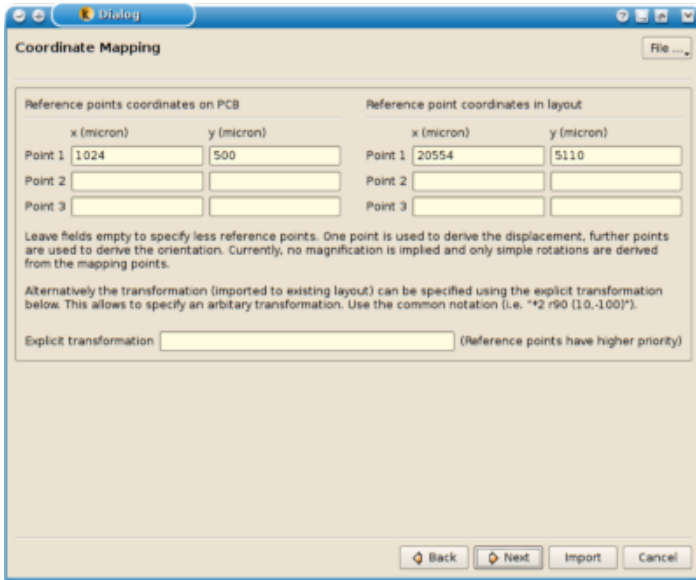 Dialog
Coordinate Mapping
File ...
Reference points coordinates on PCB
Reference point coordinates in layout
x (micron) y (micron) x (micron) y (micron)
Point 1 1024 500 Point 1 20554 5110
Point 2 Point 2
Point 3 Point 3
Leave fields empty to specify less reference points. One point is used to derive the displacement, further points
are used to derive the orientation. Currently, no magnification is implied and only simple rotations are derived
from the mapping points.
Alternatively the transformation (imported to existing layout) can be specified using the explicit transformation
below. This allows to specify an arbitary transformation. Use the common notation (i.e. "*2 r90 (10,-100)").
Explicit transformation (Reference points have higher priority)
Back Next Import Cancel